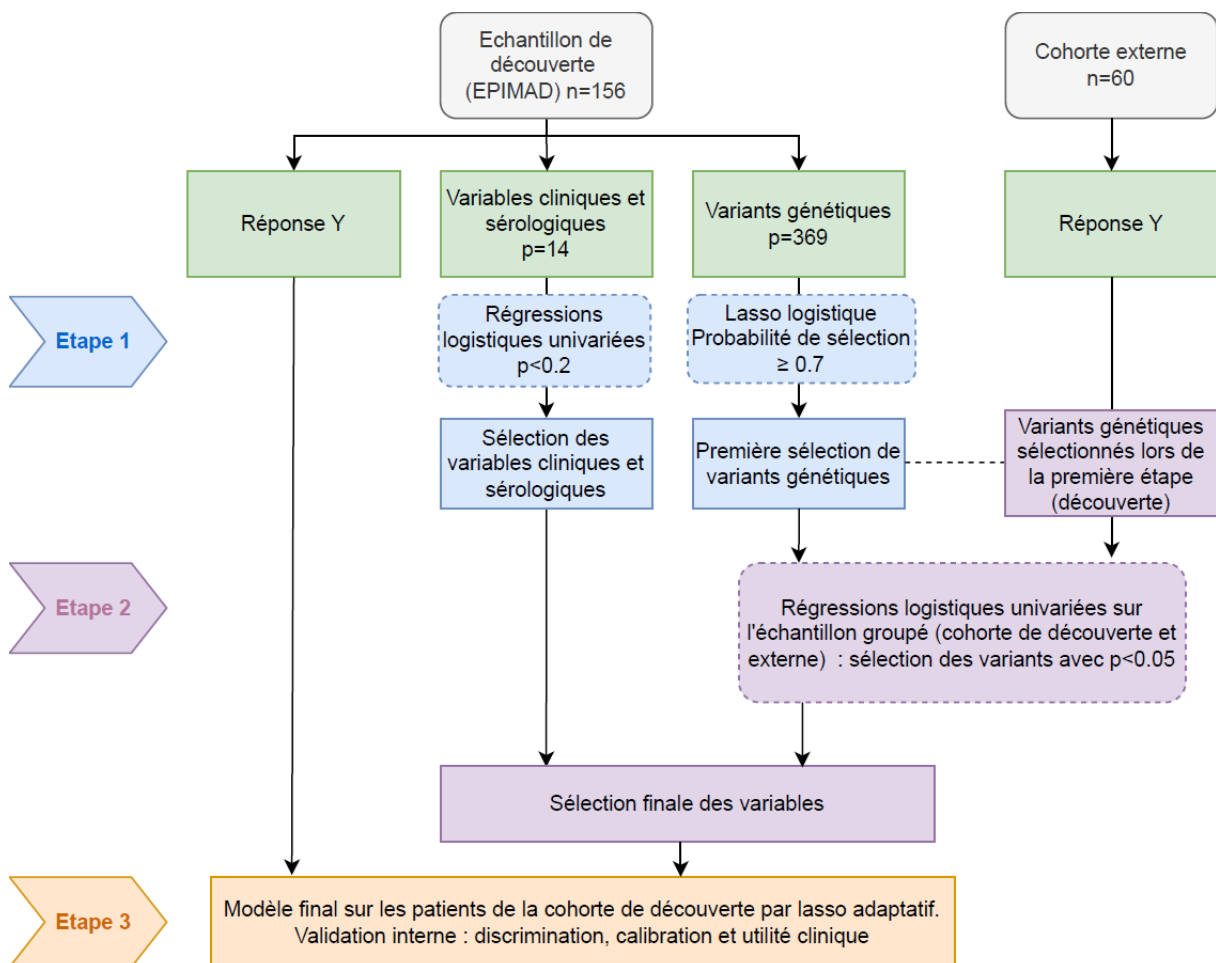 Echantillon de
découverte
(EPIMAD) n=156
Cohorte externe
n=60
Réponse Y
Variables cliniques et
sérologiques
p=14
Variants génétiques
p=369
Réponse Y
Etape 1
Régressions
logistiques univariées
p<0.2
Lasso logistique
Probabilité de sélection
≥ 0.7
Sélection des
variables cliniques et
sérologiques
Première sélection de
variants génétiques
Variants génétiques
sélectionnés lors de
la première étape
(découverte)
Etape 2
Régressions logistiques univariées sur
l'échantillon groupé (cohorte de découverte et
externe)  : sélection des variants avec p<0.05
Sélection finale des variables
Etape 3
Modèle final sur les patients de la cohorte de découverte par lasso adaptatif.
Validation interne : discrimination, calibration et utilité clinique